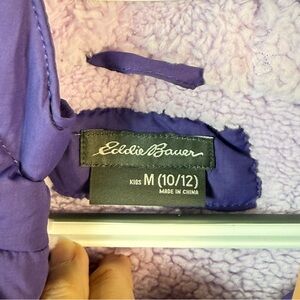 Eddie Bauer
KIDS M (10/12)
MADE IN CHINA